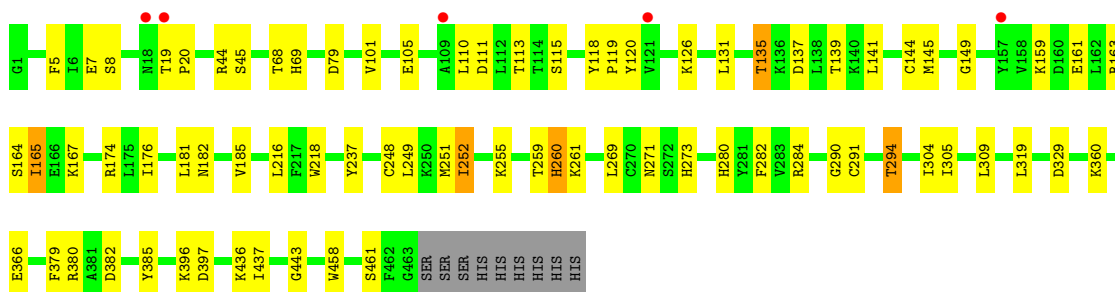 G1 F5 I6 E7 S8 N18 T19 P20 R44 S45 T68 H69 D79 V101 E105 A109 L110 D111 L112 T113 T114 S115 Y118 P119 Y120 V121 K126 L131 T135 K136 D137 L138 T139 K140 L141 C144 M145 G149 Y157 V158 K159 D160 E161 L162
S164 I165 E166 K167 R174 L175 I176 L181 N182 V185 L216 F217 W218 Y237 C248 L249 K250 M251 I252 K255 T259 H260 K261 L269 C270 N271 S272 H273 H280 Y281 F282 V283 R284 G290 C291 T294 I304 I305 L309 L319 D329 K360
E366 F379 R380 A381 D382 Y385 K396 D397 K436 I437 G443 W458 S461 F462 G463 SER SER SER HIS HIS HIS HIS HIS HIS